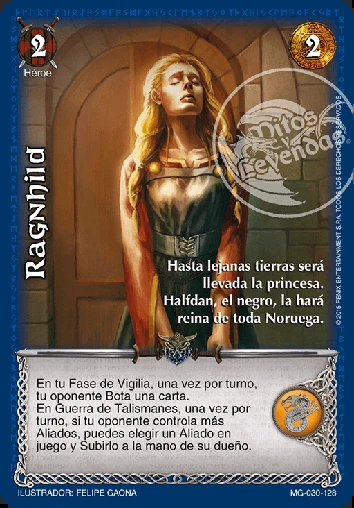 2
Héroe
2
Ragnhild
Mitos
y
Leyendas
Hasta lejanas tierras será
llevada la princesa.
Halfdan, el negro, la hará
reina de toda Noruega.
En tu Fase de Vigilia, una vez por turno,
tu oponente Bota una carta.
En Guerra de Talismanes, una vez por
turno, si tu oponente controla más
Aliados, puedes elegir un Aliado en
juego y Subirlo a la mano de su dueño.
ILUSTRADOR: FELIPE GAONA
MG-030-128